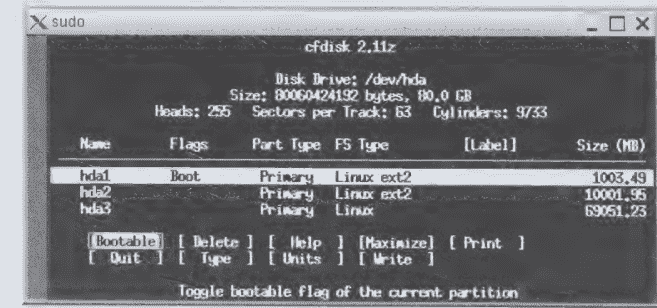 sudo
cfdisk 2.11z
Disk Drive: /dev/hda
Size: 80060424192 bytes, 80.0 GB
Heads: 255 Sectors per Track: 63 Cylinders: 9733
Name Flags Part Type FS Type [Label] Size (MB)
hda1 Boot Primary Linux ext2 1003.49
hda2 Primary Linux ext2 10001.95
hda3 Primary Linux 69051.23
[Bootable] [ Delete ] [ Help ] [Maximize] [ Print ]
[ Quit ] [ Type ] [ Units ] [ Write ]
Toggle bootable flag of the current partition